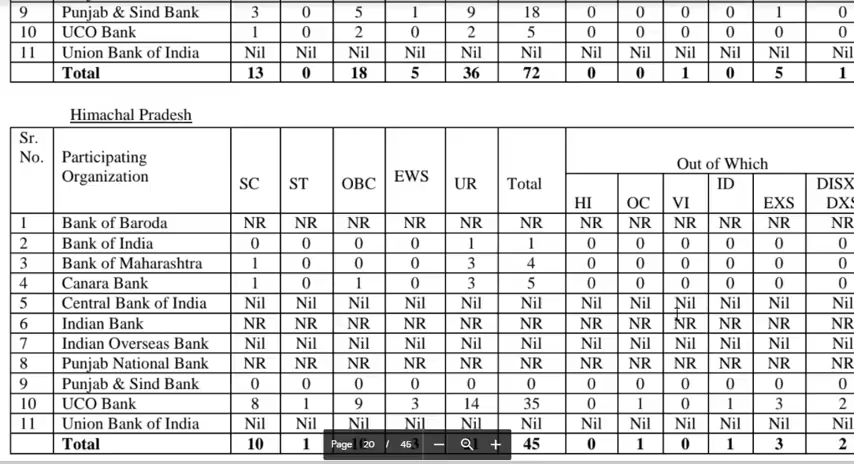 9 Punjab & Sind Bank 3 0 5 1 9 18 0 0 0 0 1 0
10 UCO Bank 1 0 2 0 2 5 0 0 0 0 0 0
11 Union Bank of India Nil Nil Nil Nil Nil Nil Nil Nil Nil Nil Nil Nil
Total 13 0 18 5 36 72 0 0 1 0 5 1
Himachal Pradesh
Sr. No. Participating Organization SC ST OBC EWS UR Total Out of Which
HI OC VI ID EXS DISX DXS
1 Bank of Baroda NR NR NR NR NR NR NR NR NR NR NR NR
2 Bank of India 0 0 0 0 1 1 0 0 0 0 0 0
3 Bank of Maharashtra 1 0 0 0 3 4 0 0 0 0 0 0
4 Canara Bank 1 0 1 0 3 5 0 0 0 0 0 0
5 Central Bank of India Nil Nil Nil Nil Nil Nil Nil Nil Nil Nil Nil Nil
6 Indian Bank NR NR NR NR NR NR NR NR NR NR NR NR
7 Indian Overseas Bank Nil Nil Nil Nil Nil Nil Nil Nil Nil Nil Nil Nil
8 Punjab National Bank NR NR NR NR NR NR NR NR NR NR NR NR
9 Punjab & Sind Bank 0 0 0 0 0 0 0 0 0 0 0 0
10 UCO Bank 8 1 9 3 14 35 0 1 0 1 3 2
11 Union Bank of India Nil Nil Nil Nil Nil Nil Nil Nil Nil Nil Nil Nil
Total 10 1 45 0 1 0 1 3 2
Page 20 / 45